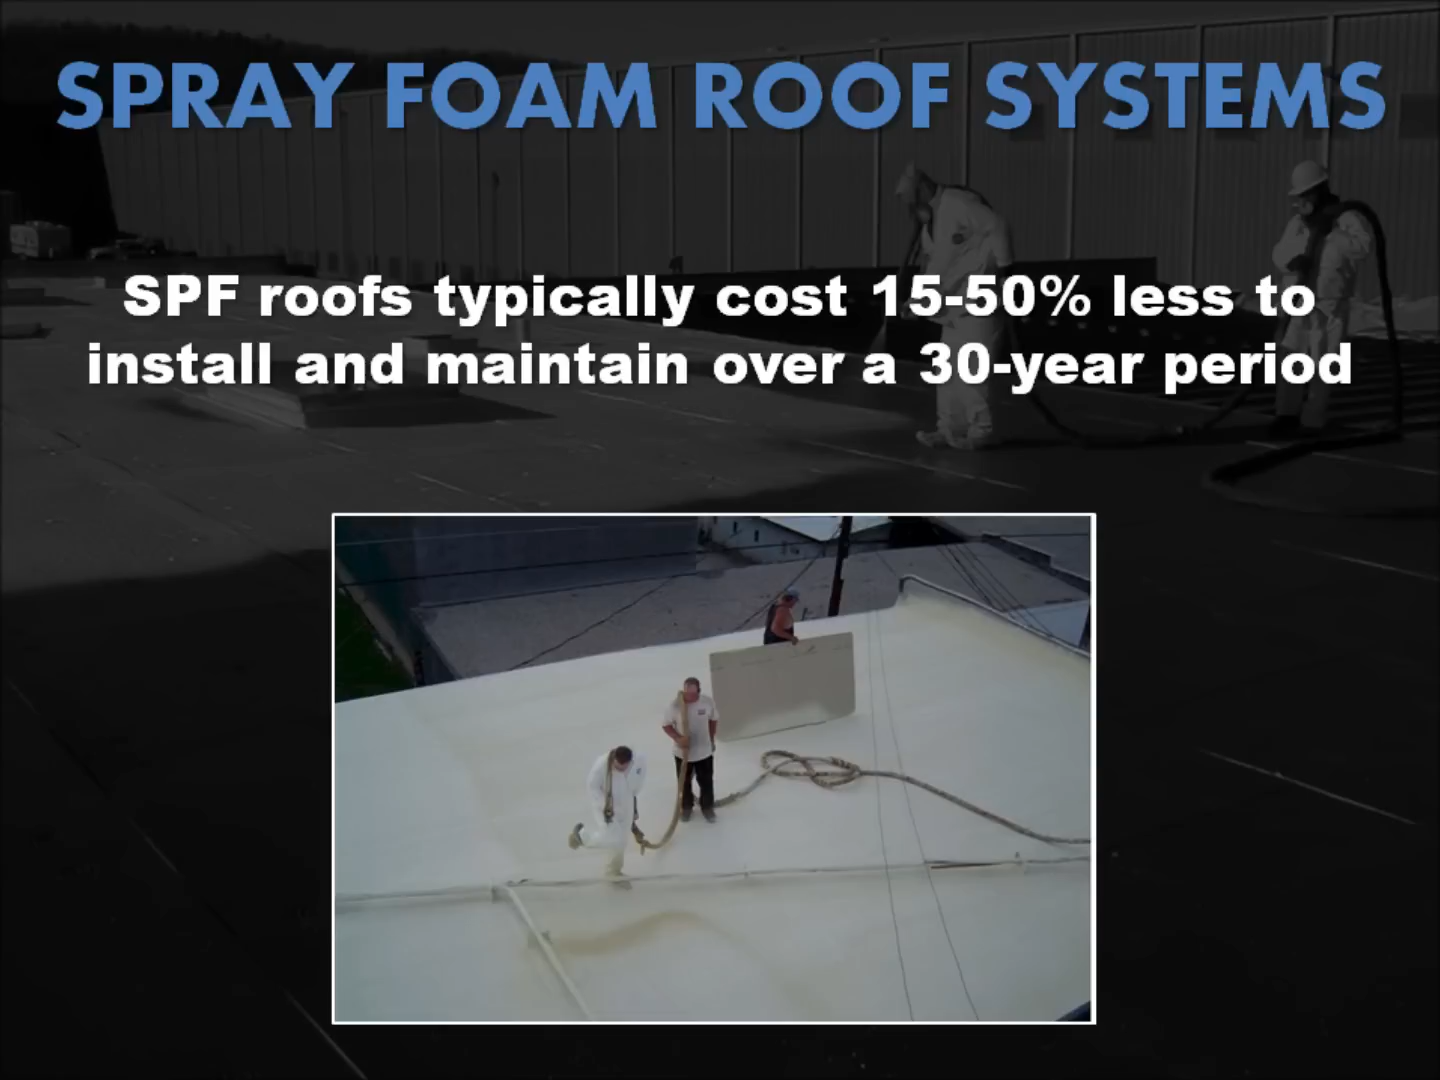 SPRAY FOAM ROOF SYSTEMS
SPF roofs typically cost 15-50% less to
install and maintain over a 30-year period